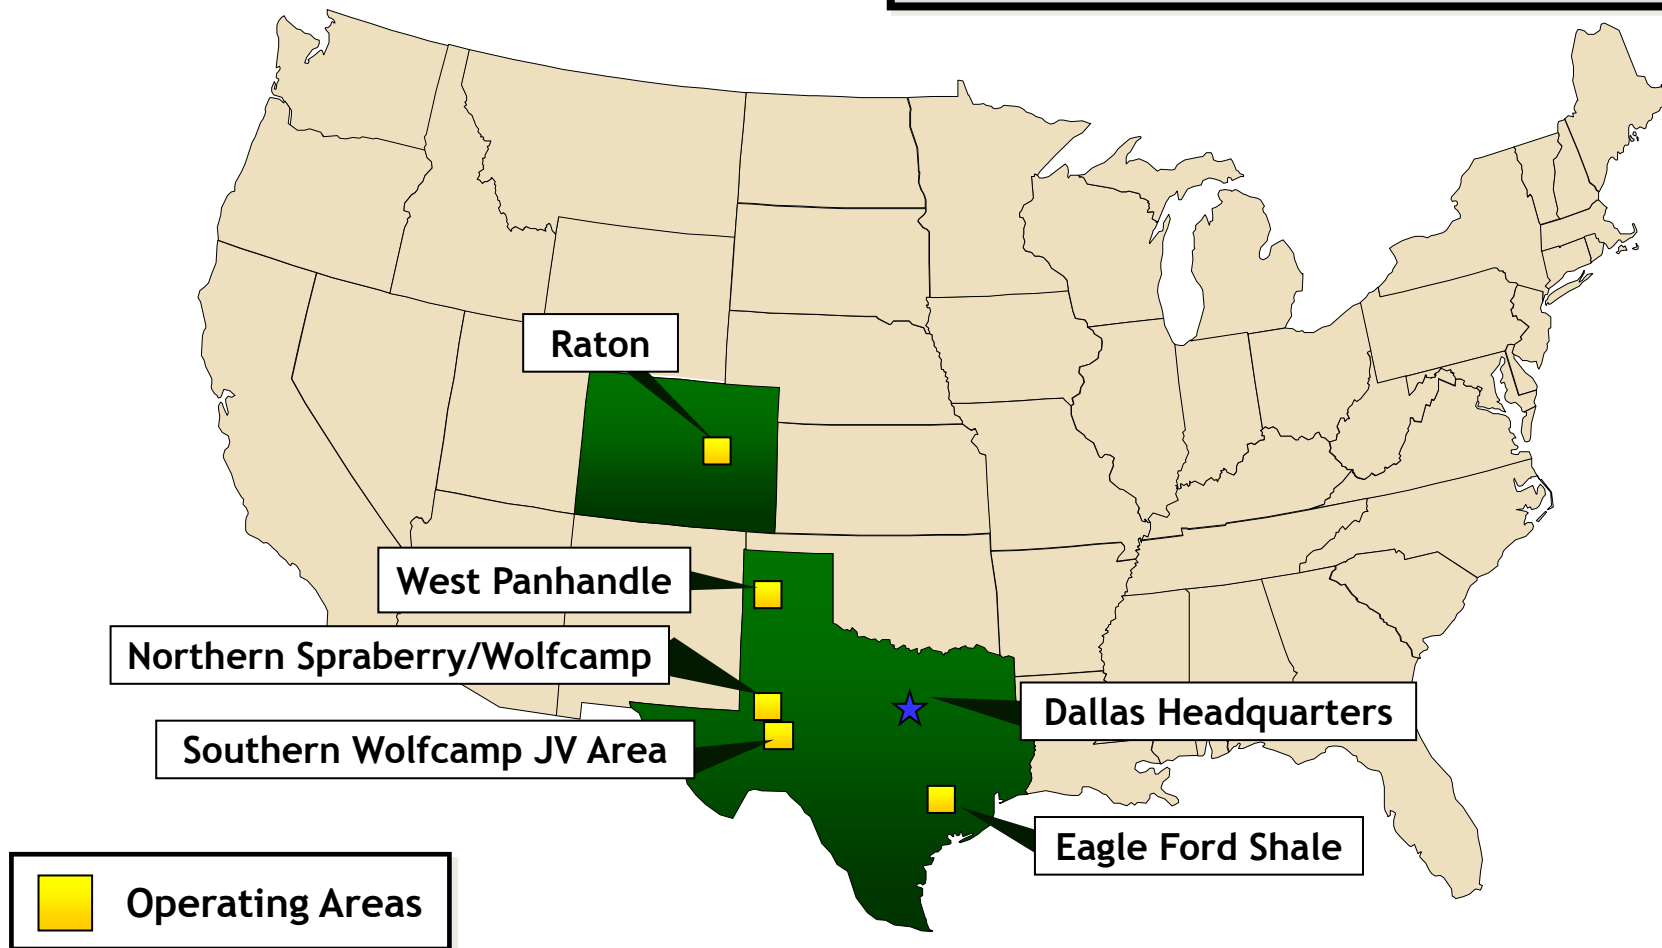 Raton
West Panhandle
Northern Spraberry/Wolfcamp
Dallas Headquarters
Southern Wolfcamp JV Area
Eagle Ford Shale
Operating Areas